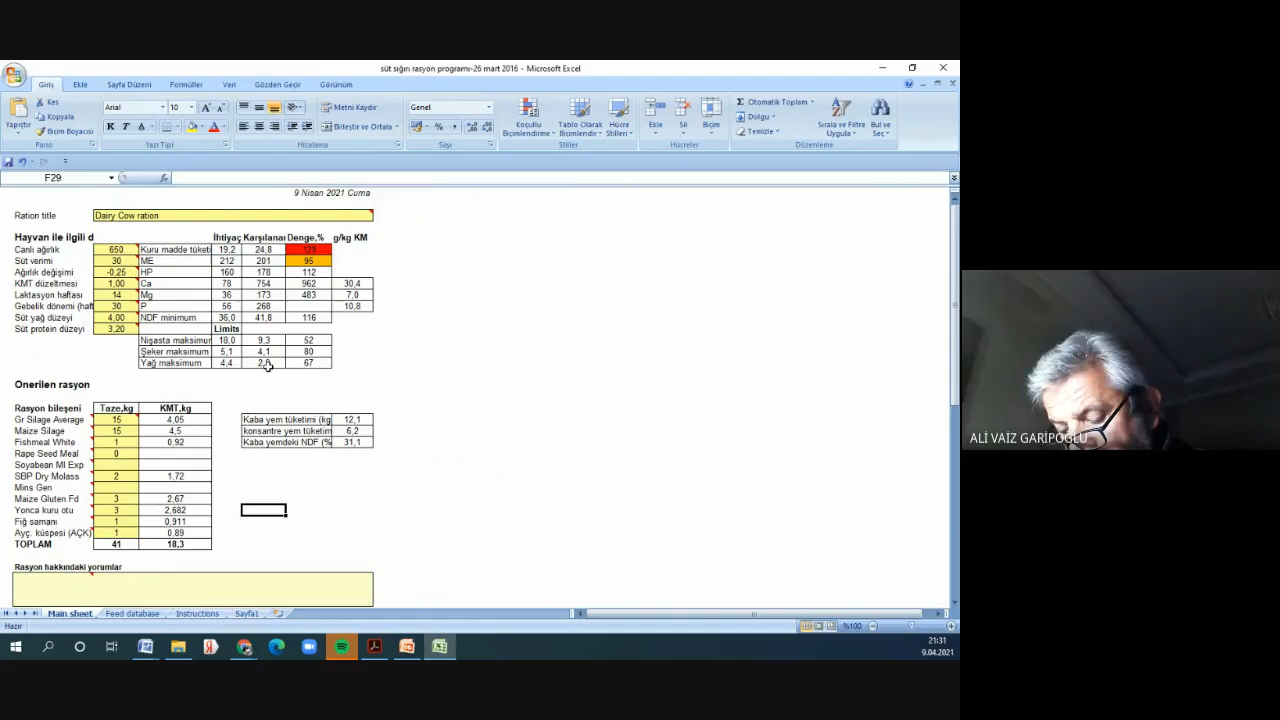 süt sığırı rasyon programı-26 mart 2016 - Microsoft Excel
Giriş Ekle Sayfa Düzeni Formüller Veri Gözden Geçir Görünüm
Yapıştır
Kes
Kopyala
Biçim Boyacısı
Pano
Arial 10
K T A
Yazı Tipi
Metni Kaydır
Birleştir ve Ortala
Hizalama
Genel
Sayı
Koşullu Biçimlendirme
Tablo Olarak Biçimlendir
Hücre Stilleri
Stiller
Ekle Sil Biçim
Hücreler
Σ Otomatik Toplam
Dolgu
Temizle
Sırala ve Filtre Uygula
Bul ve Seç
Düzenleme
F29 fx
9 Nisan 2021 Cuma
Ration title Dairy Cow ration
Hayvan ile ilgili d İhtiyaç Karşılanan Denge,% g/kg KM
Canlı ağırlık 650 Kuru madde tüketi 19,2 24,8 129
Süt verimi 30 ME 212 201 95
Ağırlık değişimi -0,25 HP 160 178 112
KMT düzeltmesi 1,00 Ca 78 754 962 30,4
Laktasyon haftası 14 Mg 36 173 483 7,0
Gebelik dönemi (haft 30 P 56 268 10,8
Süt yağ düzeyi 4,00 NDF minimum 36,0 41,8 116
Süt protein düzeyi 3,20 Limits
Nişasta maksimur 18,0 9,3 52
Şeker maksimum 5,1 4,1 80
Yağ maksimum 4,4 67
Onerilen rasyon
Rasyon bileşeni Taze,kg KMT,kg
Gr Silage Average 15 4,05 Kaba yem tüketimi (kg 12,1
Maize Silage 15 4,5 konsantre yem tüketim 6,2
Fishmeal White 1 0,92 Kaba yemdeki NDF (% 31,1
Rape Seed Meal 0
Soyabean Ml Exp
SBP Dry Molass 2 1,72
Mins Gen
Maize Gluten Fd 3 2,67
Yonca kuru otu 3 2,682
Fiğ samanı 1 0,911
Ayç. küspesi (AÇK) 1 0,89
TOPLAM 41 18,3
Rasyon hakkındaki yorumlar
Main sheet Feed database Instructions Sayfa1
Hazır %100
21:31
9.04.2021
ALİ VAİZ GARİPOĞLU